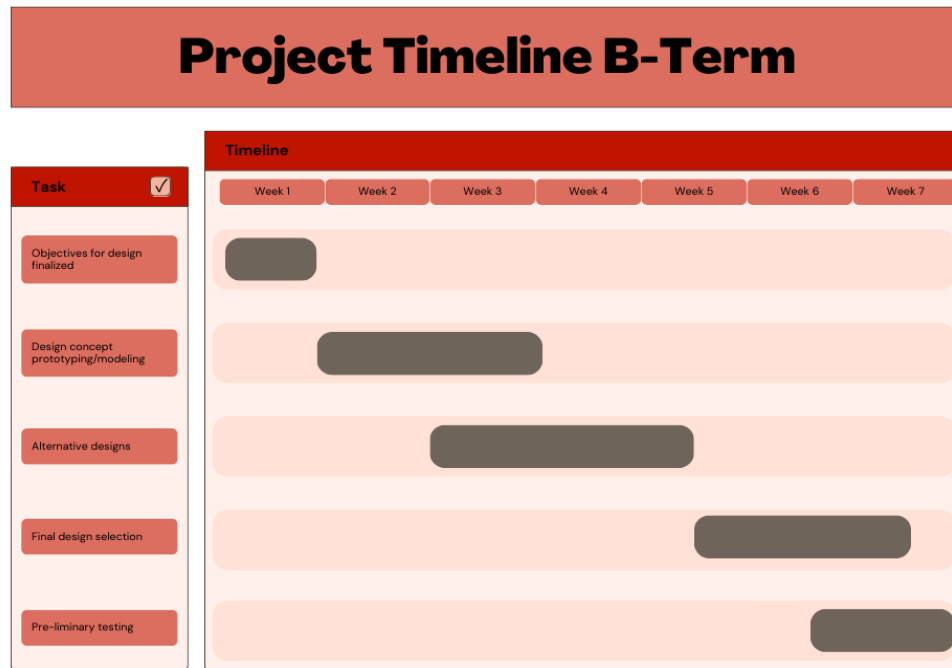 Project Timeline B-Term
Timeline
Task
Week 1
Week 2
Week 3
Week 4
Week 5
Week 6
Week 7
Objectives for design
finalized
Design concept
prototyping/modeling
Alternative designs
Final design selection
Pre-liminary testing